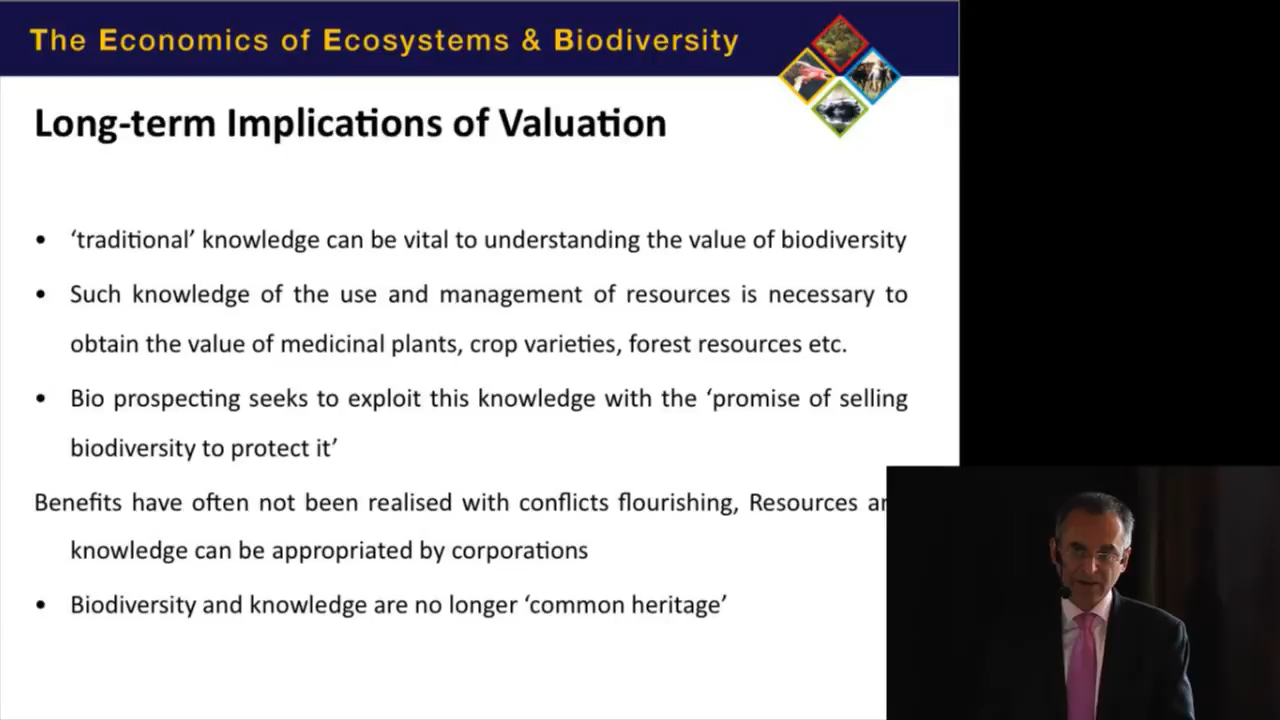 The Economics of Ecosystems & Biodiversity
Long-term Implications of Valuation
• ‘traditional’ knowledge can be vital to understanding the value of biodiversity
• Such knowledge of the use and management of resources is necessary to
obtain the value of medicinal plants, crop varieties, forest resources etc.
• Bio prospecting seeks to exploit this knowledge with the ‘promise of selling
biodiversity to protect it’
Benefits have often not been realised with conflicts flourishing, Resources
knowledge can be appropriated by corporations
• Biodiversity and knowledge are no longer ‘common heritage’